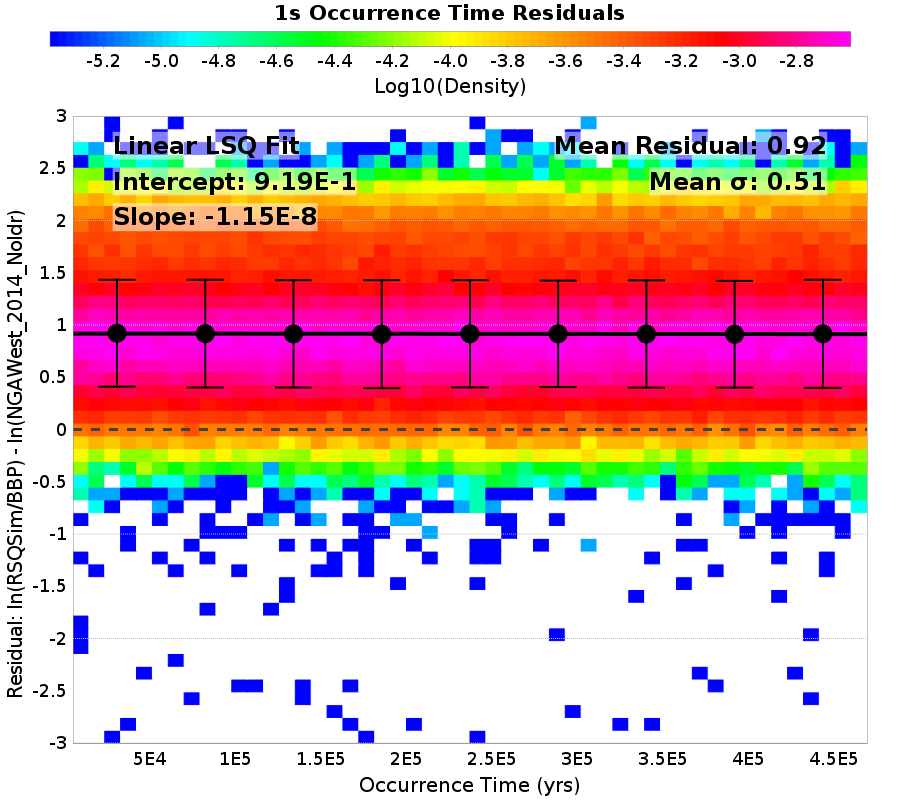 1s Occurrence Time Residuals
-5.2 -5.0 -4.8 -4.6 -4.4 -4.2 -4.0 -3.8 -3.6 -3.4 -3.2 -3.0 -2.8
Log10(Density)
Linear LSQ Fit
Intercept: 9.19E-1
Slope: -1.15E-8
Mean Residual: 0.92
Mean σ: 0.51
Residual: ln(RSQSim/BBP) - ln(NGAWest_2014_NoIdr)
3
2.5
2
1.5
1
0.5
0
-0.5
-1
-1.5
-2
-2.5
-3
5E4 1E5 1.5E5 2E5 2.5E5 3E5 3.5E5 4E5 4.5E5
Occurrence Time (yrs)